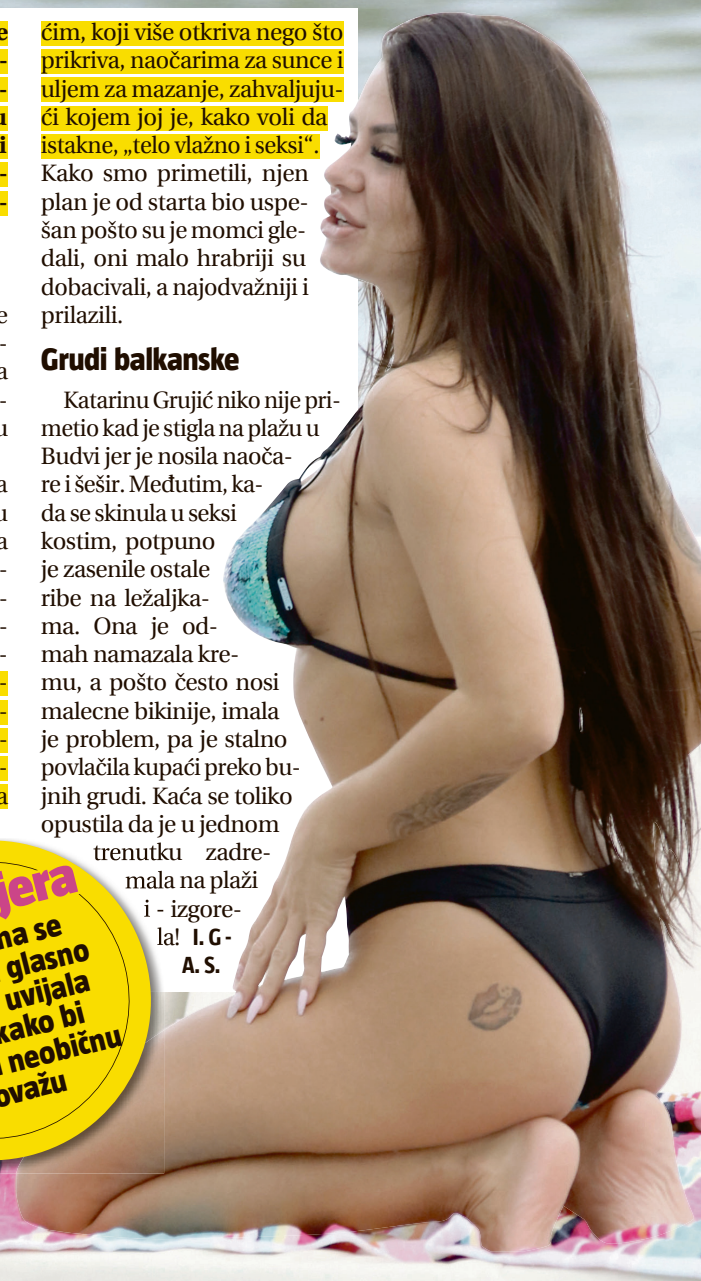 ćim, koji više otkriva nego što
prikriva, naočarima za sunce i
uljem za mazanje, zahvaljuju-
ći kojem joj je, kako voli da
istakne, „telo vlažno i seksi“.
Kako smo primetili, njen
plan je od starta bio uspe-
šan pošto su je momci gle-
dali, oni malo hrabriji su
dobacivali, a najodvažniji i
prilazili.
Grudi balkanske
Katarinu Grujić niko nije pri-
metio kad je stigla na plažu u
Budvi jer je nosila naoča-
re i šešir. Međutim, ka-
da se skinula u seksi
kostim, potpuno
je zasenile ostale
ribe na ležaljka-
ma. Ona je od-
mah namazala kre-
mu, a pošto često nosi
malecne bikinije, imala
je problem, pa je stalno
povlačila kupaći preko bu-
jnih grudi. Kaća se toliko
opustila da je u jednom
trenutku zadre-
mala na plaži
i - izgore-
la! I. G -
A. S.
jera
na se
glasno
uvijala
kako bi
neobičnu
ovažu